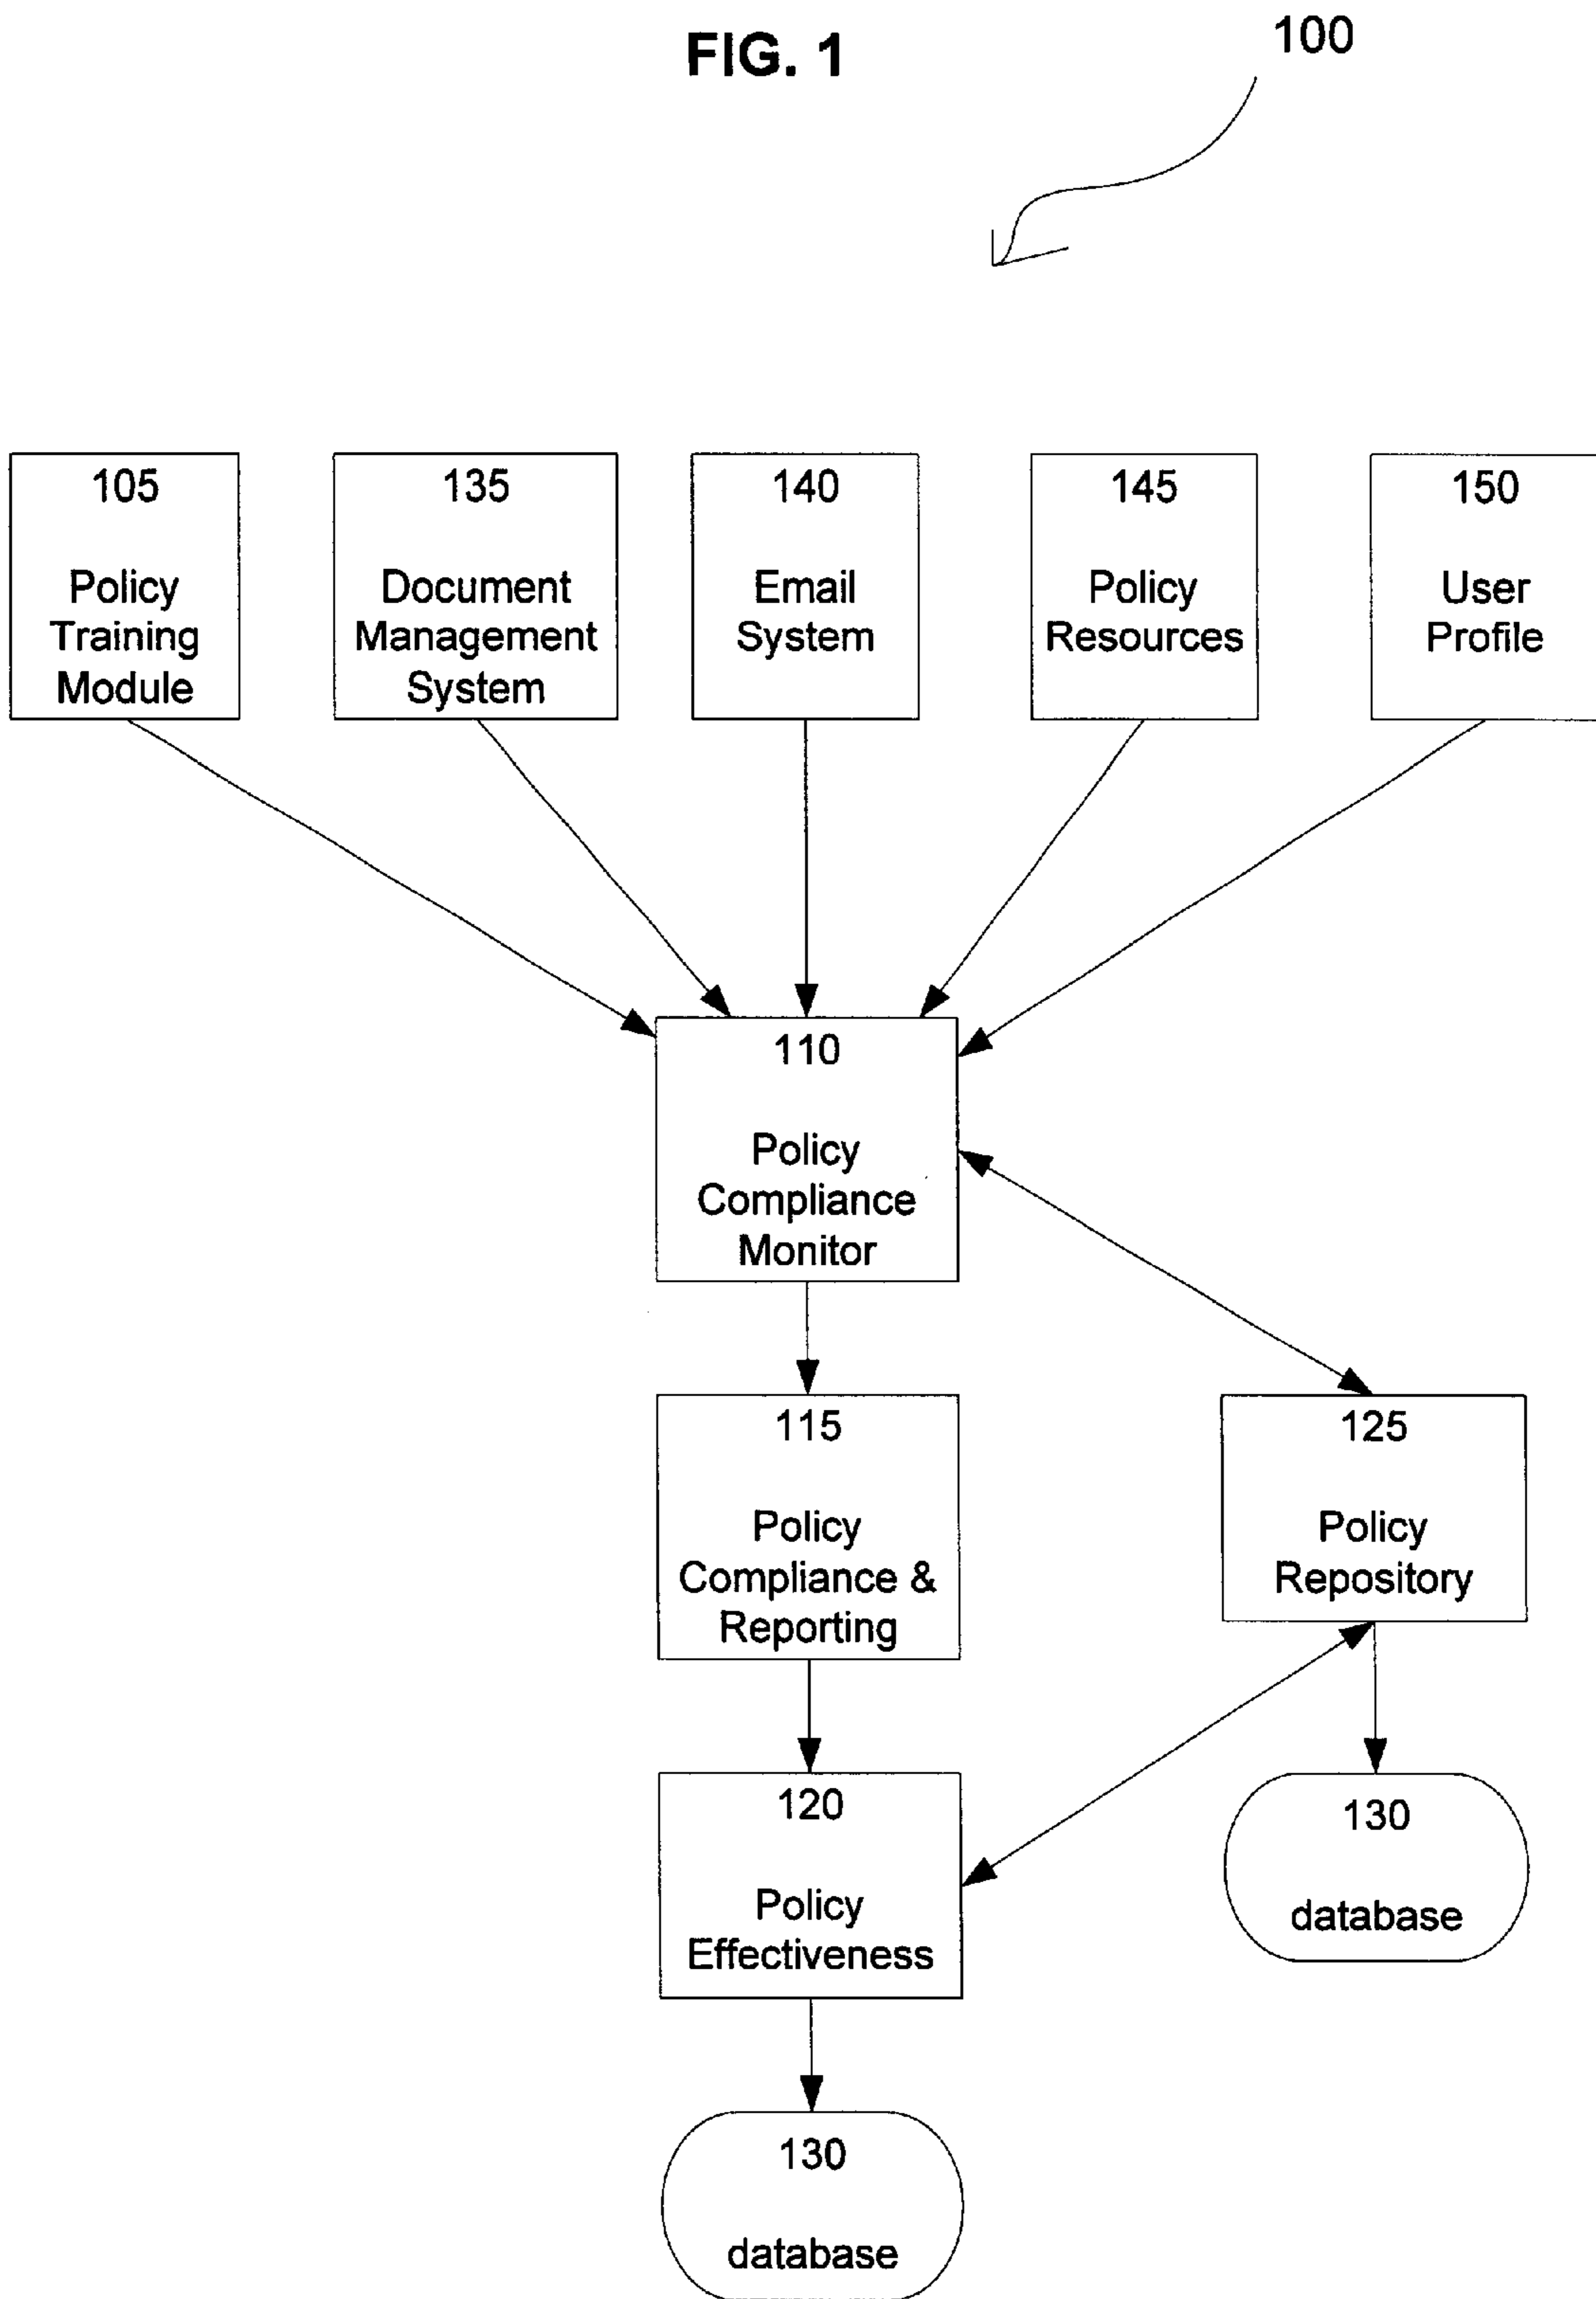 FIG. 1
100
105
Policy
Training
Module
135
Document
Management
System
140
Email
System
145
Policy
Resources
150
User
Profile
110
Policy
Compliance
Monitor
115
Policy
Compliance &
Reporting
125
Policy
Repository
120
Policy
Effectiveness
130
database
130
database